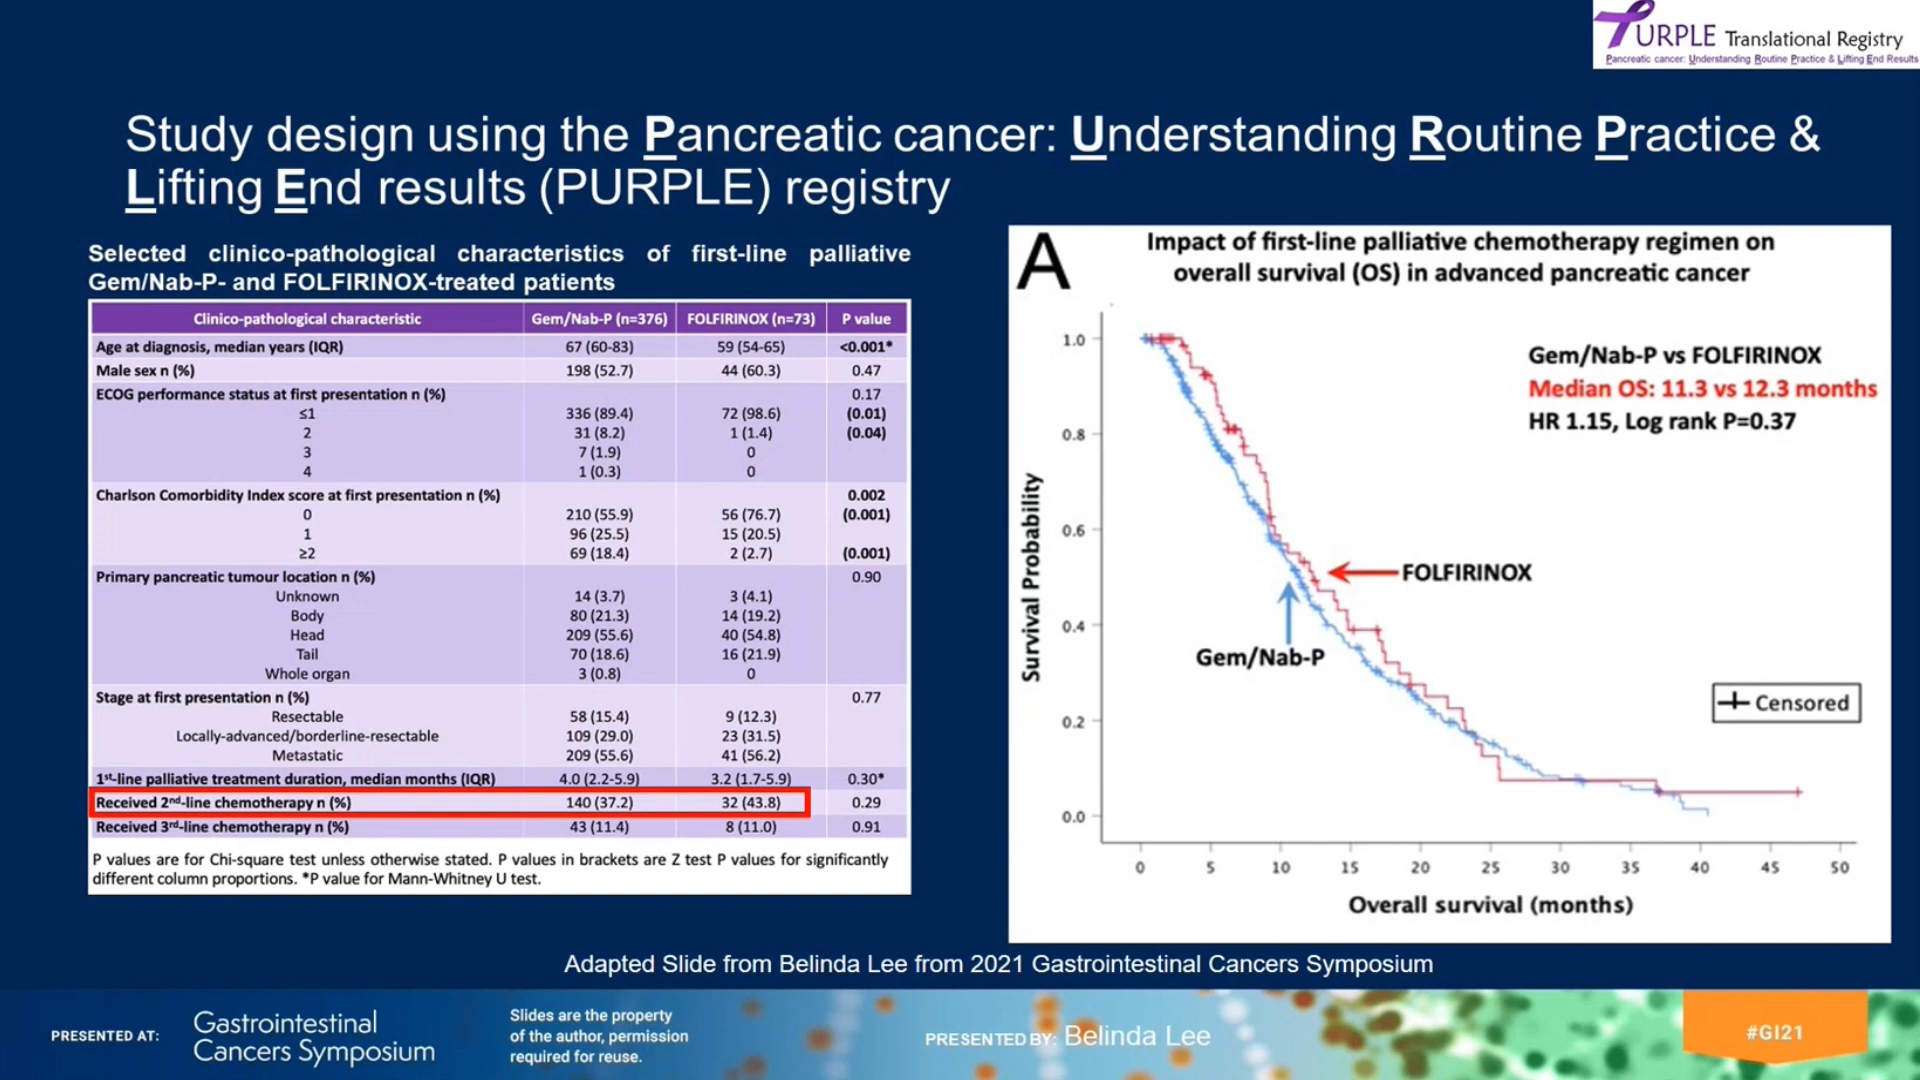 PURPLE Translational Registry
Pancreatic cancer: Understanding Routine Practice & Lifting End Results
Study design using the Pancreatic cancer: Understanding Routine Practice &
Lifting End results (PURPLE) registry
Selected clinico-pathological characteristics of first-line palliative
Gem/Nab-P- and FOLFIRINOX-treated patients
Clinico-pathological characteristic Gem/Nab-P (n=376) FOLFIRINOX (n=73) P value
Age at diagnosis, median years (IQR) 67 (60-83) 59 (54-65) <0.001*
Male sex n (%) 198 (52.7) 44 (60.3) 0.47
ECOG performance status at first presentation n (%) 0.17
≤1 336 (89.4) 72 (98.6) (0.01)
2 31 (8.2) 1 (1.4) (0.04)
3 7 (1.9) 0
4 1 (0.3) 0
Charlson Comorbidity Index score at first presentation n (%) 0.002
0 210 (55.9) 56 (76.7) (0.001)
1 96 (25.5) 15 (20.5)
≥2 69 (18.4) 2 (2.7) (0.001)
Primary pancreatic tumour location n (%) 0.90
Unknown 14 (3.7) 3 (4.1)
Body 80 (21.3) 14 (19.2)
Head 209 (55.6) 40 (54.8)
Tail 70 (18.6) 16 (21.9)
Whole organ 3 (0.8) 0
Stage at first presentation n (%) 0.77
Resectable 58 (15.4) 9 (12.3)
Locally-advanced/borderline-resectable 109 (29.0) 23 (31.5)
Metastatic 209 (55.6) 41 (56.2)
1st-line palliative treatment duration, median months (IQR) 4.0 (2.2-5.9) 3.2 (1.7-5.9) 0.30*
Received 2nd-line chemotherapy n (%) 140 (37.2) 32 (43.8) 0.29
Received 3rd-line chemotherapy n (%) 43 (11.4) 8 (11.0) 0.91
P values are for Chi-square test unless otherwise stated. P values in brackets are Z test P values for significantly
different column proportions. *P value for Mann-Whitney U test.
A
Impact of first-line palliative chemotherapy regimen on
overall survival (OS) in advanced pancreatic cancer
Gem/Nab-P vs FOLFIRINOX
Median OS: 11.3 vs 12.3 months
HR 1.15, Log rank P=0.37
Survival Probability
1.0
0.8
0.6
0.4
0.2
0.0
FOLFIRINOX
Gem/Nab-P
Censored
0 5 10 15 20 25 30 35 40 45 50
Overall survival (months)
Adapted Slide from Belinda Lee from 2021 Gastrointestinal Cancers Symposium
PRESENTED AT:
Gastrointestinal
Cancers Symposium
Slides are the property
of the author, permission
required for reuse.
PRESENTED BY: Belinda Lee
#GI21